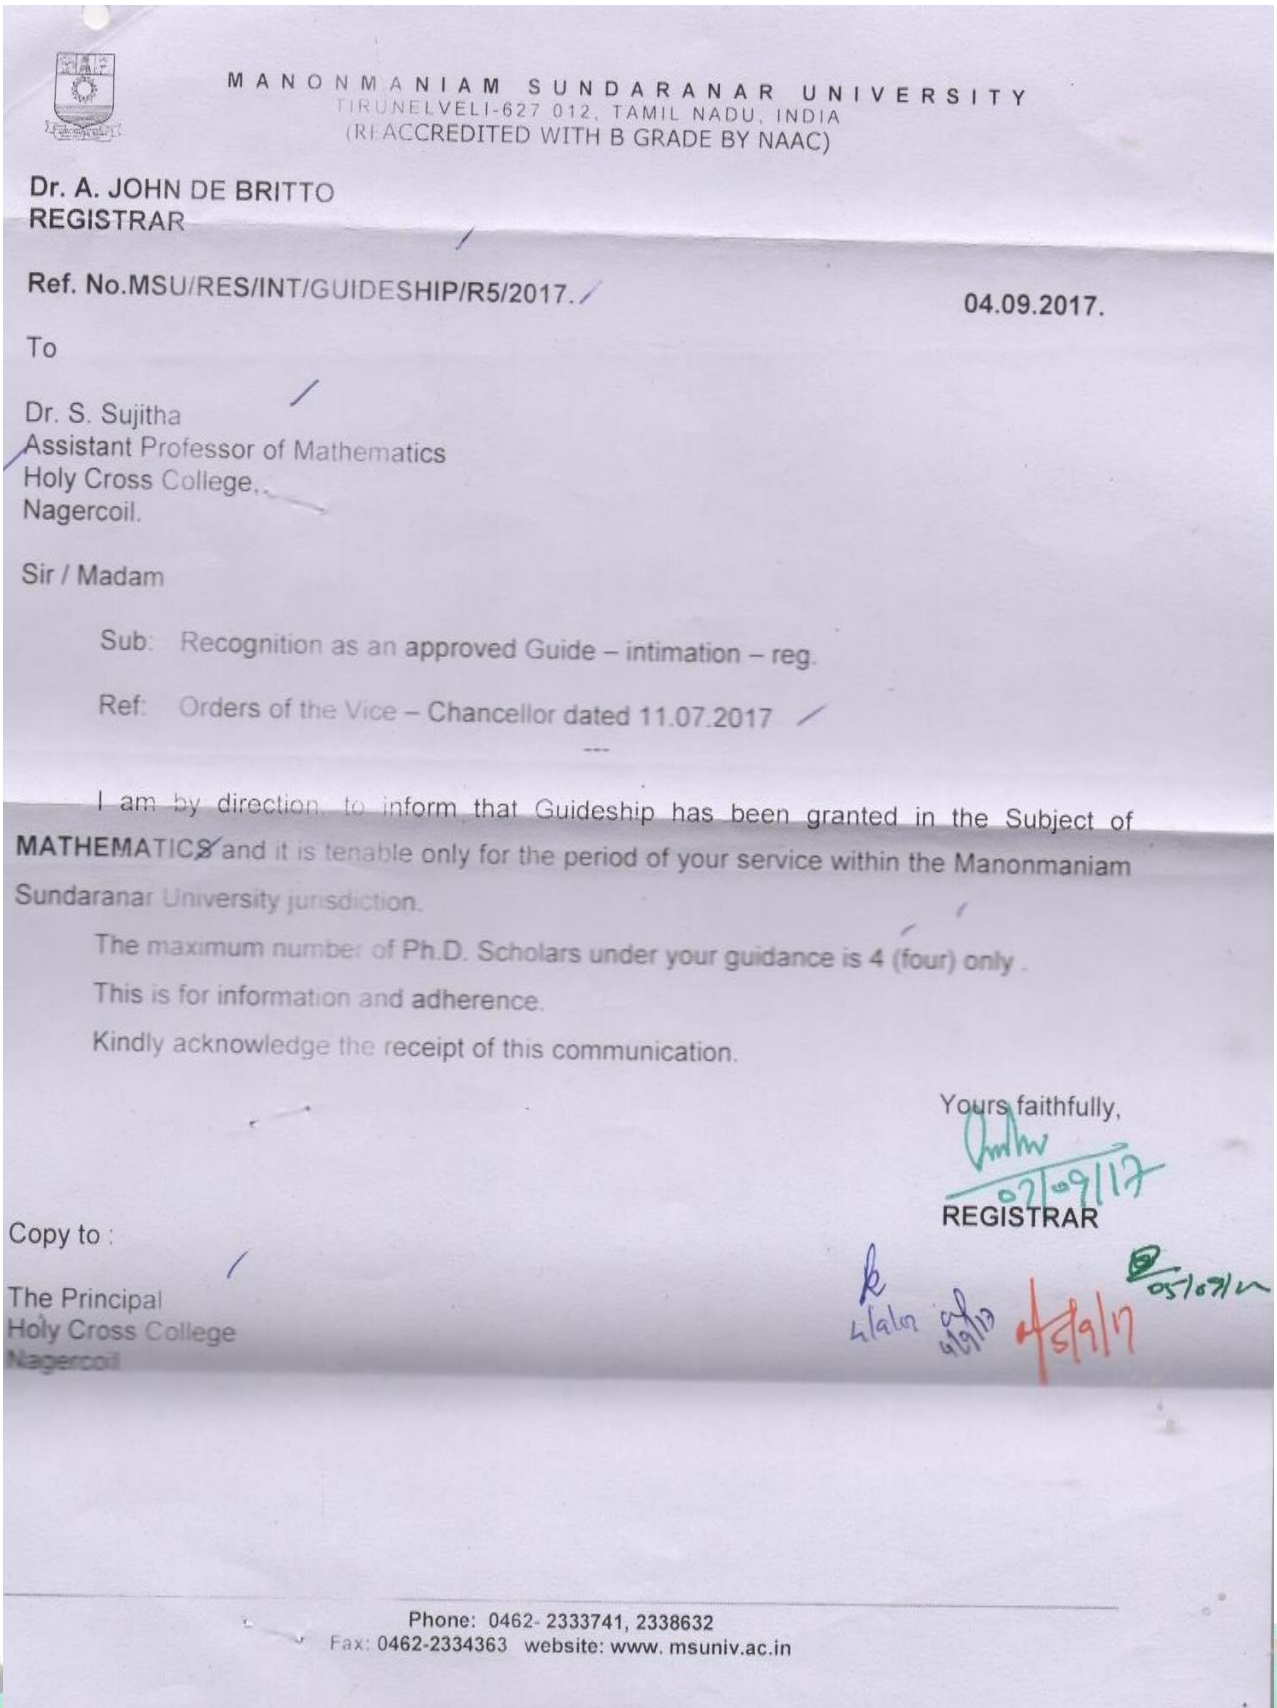 MANONMANIAM SUNDARANAR UNIVERSITY
TIRUNELVELI-627 012, TAMIL NADU, INDIA
(REACCREDITED WITH B GRADE BY NAAC)
Dr. A. JOHN DE BRITTO
REGISTRAR
Ref. No.MSU/RES/INT/GUIDESHIP/R5/2017.
04.09.2017.
To
Dr. S. Sujitha
Assistant Professor of Mathematics
Holy Cross College,
Nagercoil.
Sir / Madam
Sub: Recognition as an approved Guide – intimation – reg.
Ref: Orders of the Vice – Chancellor dated 11.07.2017
---
I am by direction to inform that Guideship has been granted in the Subject of
MATHEMATICS and it is tenable only for the period of your service within the Manonmaniam
Sundaranar University jurisdiction.
The maximum number of Ph.D. Scholars under your guidance is 4 (four) only .
This is for information and adherence.
Kindly acknowledge the receipt of this communication.
Yours faithfully,
07/09/17
REGISTRAR
Copy to :
The Principal
Holy Cross College
Nagercoil
5/9/17
Phone: 0462- 2333741, 2338632
Fax: 0462-2334363 website: www. msuniv.ac.in